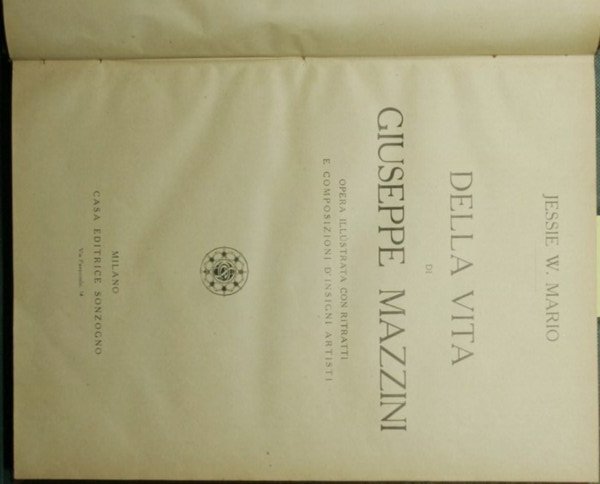 JESSIE W. MARIO
DELLA VITA
DI
GIUSEPPE MAZZINI
OPERA ILLUSTRATA CON RITRATTI
E COMPOSIZIONI D'INSIGNI ARTISTI
MILANO
CASA EDITRICE SONZOGNO
Via Pasquirolo, 14